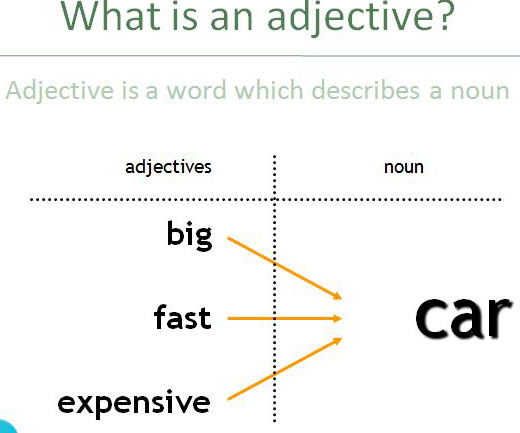 What is an adjective?
Adjective is a word which describes a noun
adjectives noun
big
fast car
expensive